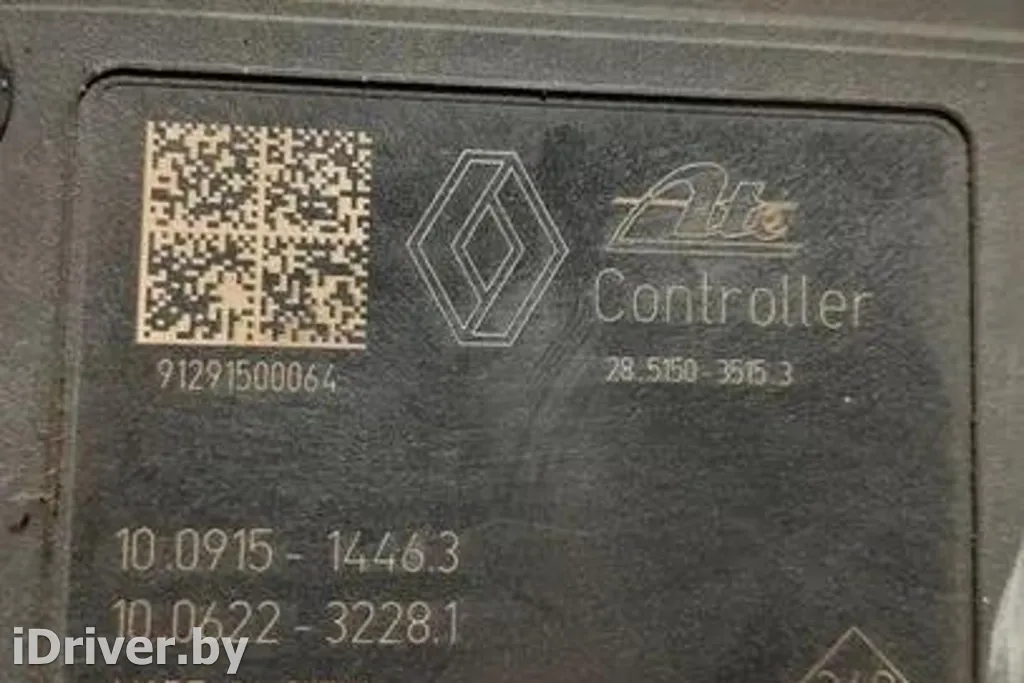 Ate
Controller
28.5150-3515.3
91291500064
10.0915-1446.3
10.0622-3228.1
iDriver.by